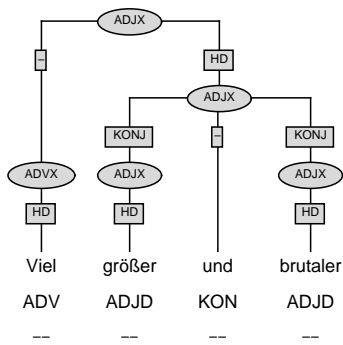 ADJX
– HD
ADJX
KONJ – KONJ
ADVX ADJX ADJX
HD HD HD
Viel größer und brutaler
ADV ADJD KON ADJD
–– –– –– ––